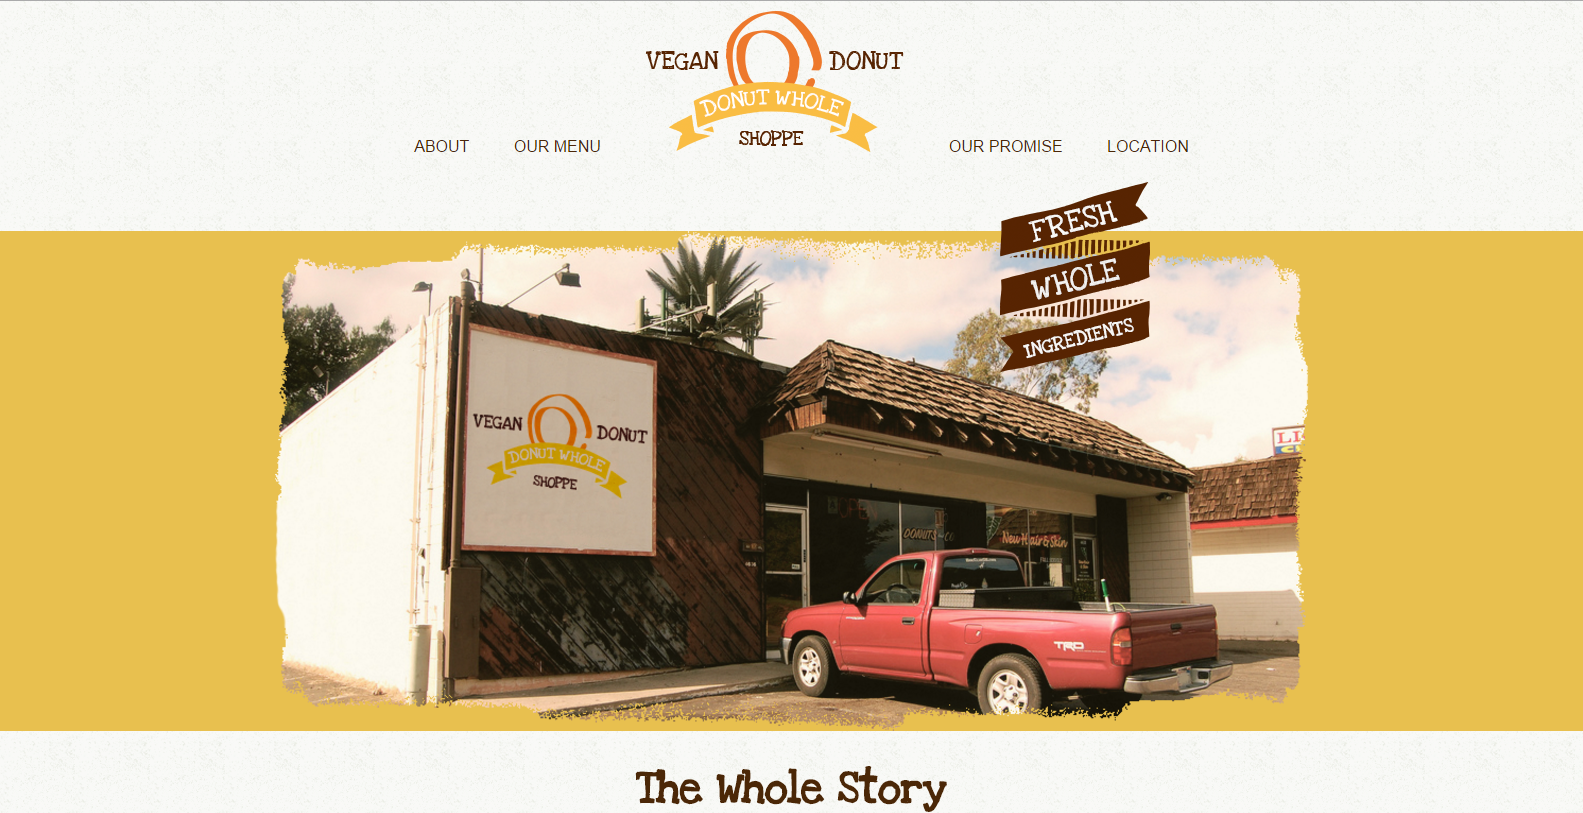 VEGAN DONUT
DONUT WHOLE
SHOPPE
ABOUT OUR MENU OUR PROMISE LOCATION
FRESH
WHOLE
INGREDIENTS
VEGAN DONUT
DONUT WHOLE
SHOPPE
OPEN
DONUTS
New Hair & Skin
TRD
The Whole Story